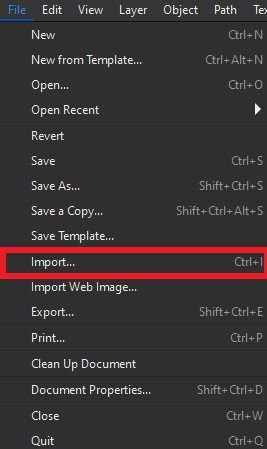 File Edit View Layer Object Path Te
New Ctrl+N
New from Template... Ctrl+Alt+N
Open... Ctrl+O
Open Recent
Revert
Save Ctrl+S
Save As... Shift+Ctrl+S
Save a Copy... Shift+Ctrl+Alt+S
Save Template...
Import... Ctrl+I
Import Web Image...
Export... Shift+Ctrl+E
Print... Ctrl+P
Clean Up Document
Document Properties... Shift+Ctrl+D
Close Ctrl+W
Quit Ctrl+Q